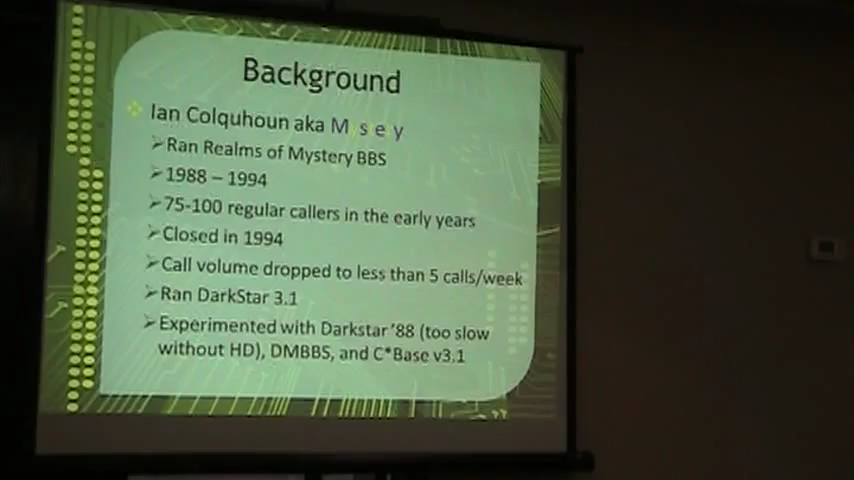 Background
Ian Colquhoun aka M s e y
Ran Realms of Mystery BBS
1988 – 1994
75-100 regular callers in the early years
Closed in 1994
Call volume dropped to less than 5 calls/week
Ran DarkStar 3.1
Experimented with Darkstar '88 (too slow
without HD), DMBBS, and C*Base v3.1